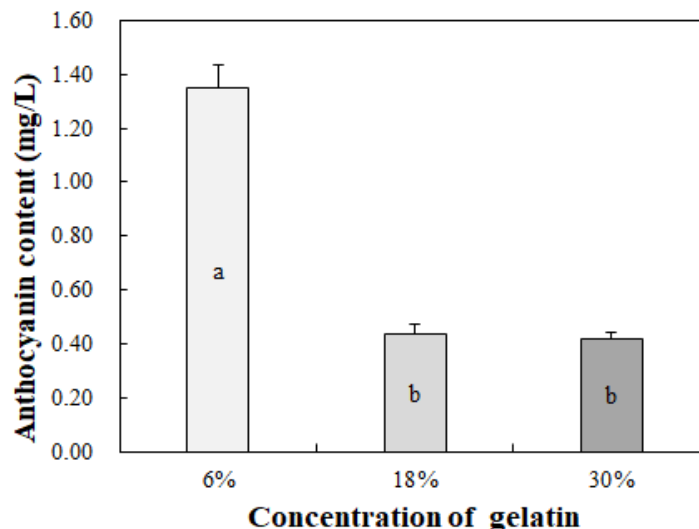 1.60
1.40
1.20
1.00
0.80
0.60
0.40
0.20
0.00
Anthocyanin content (mg/L)
a
b
b
6%
18%
30%
Concentration of gelatin